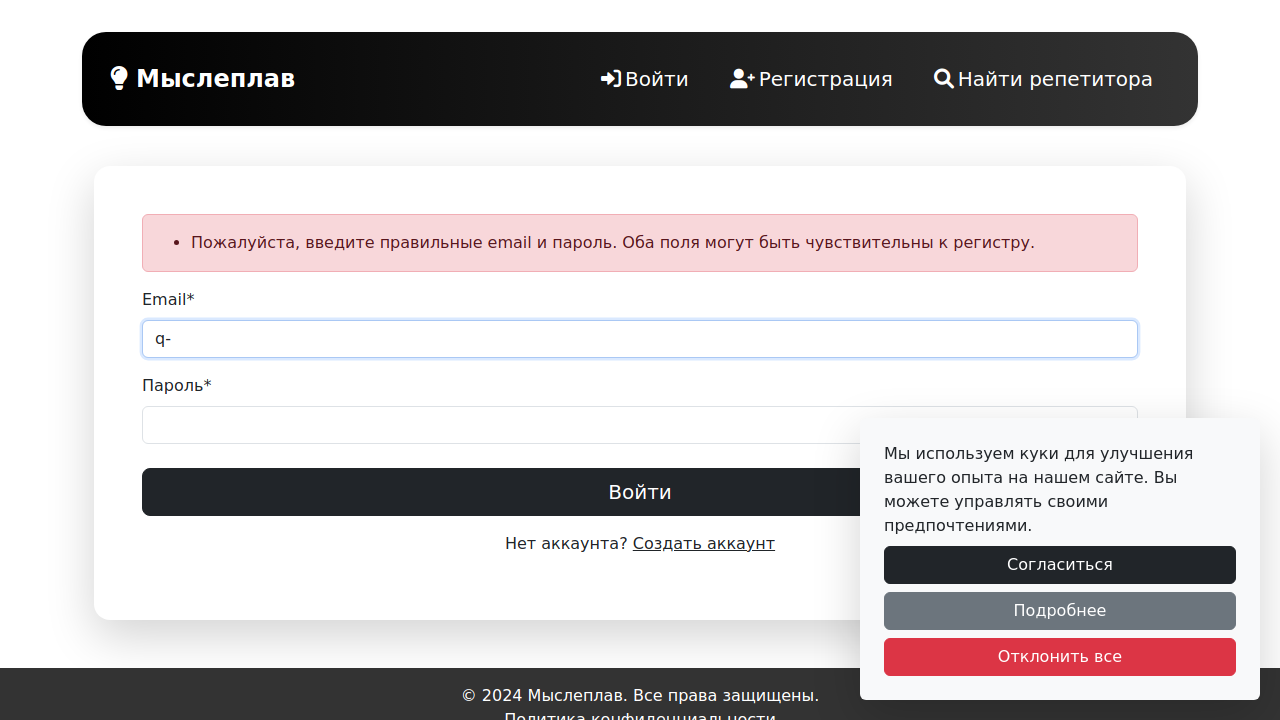 Мыслеплав
Войти
Регистрация
Найти репетитора
Пожалуйста, введите правильные email и пароль. Оба поля могут быть чувствительны к регистру.
Email*
q-
Пароль*
Войти
Нет аккаунта? Создать аккаунт
Мы используем куки для улучшения
вашего опыта на нашем сайте. Вы
можете управлять своими
предпочтениями.
Согласиться
Подробнее
Отклонить все
© 2024 Мыслеплав. Все права защищены.
Политика конфиденциальности